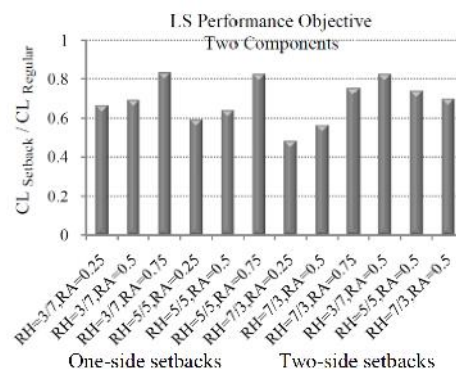 LS Performance Objective
Two Components
CL Setback / CL Regular
1
0.8
0.6
0.4
0.2
0
RH=3/7,RA=0.25
RH=3/7,RA=0.5
RH=3/7,RA=0.75
RH=5/5,RA=0.25
RH=5/5,RA=0.5
RH=5/5,RA=0.75
RH=7/3,RA=0.25
RH=7/3,RA=0.5
RH=7/3,RA=0.75
RH=3/7,RA=0.5
RH=5/5,RA=0.5
RH=7/3,RA=0.5
One-side setbacks Two-side setbacks